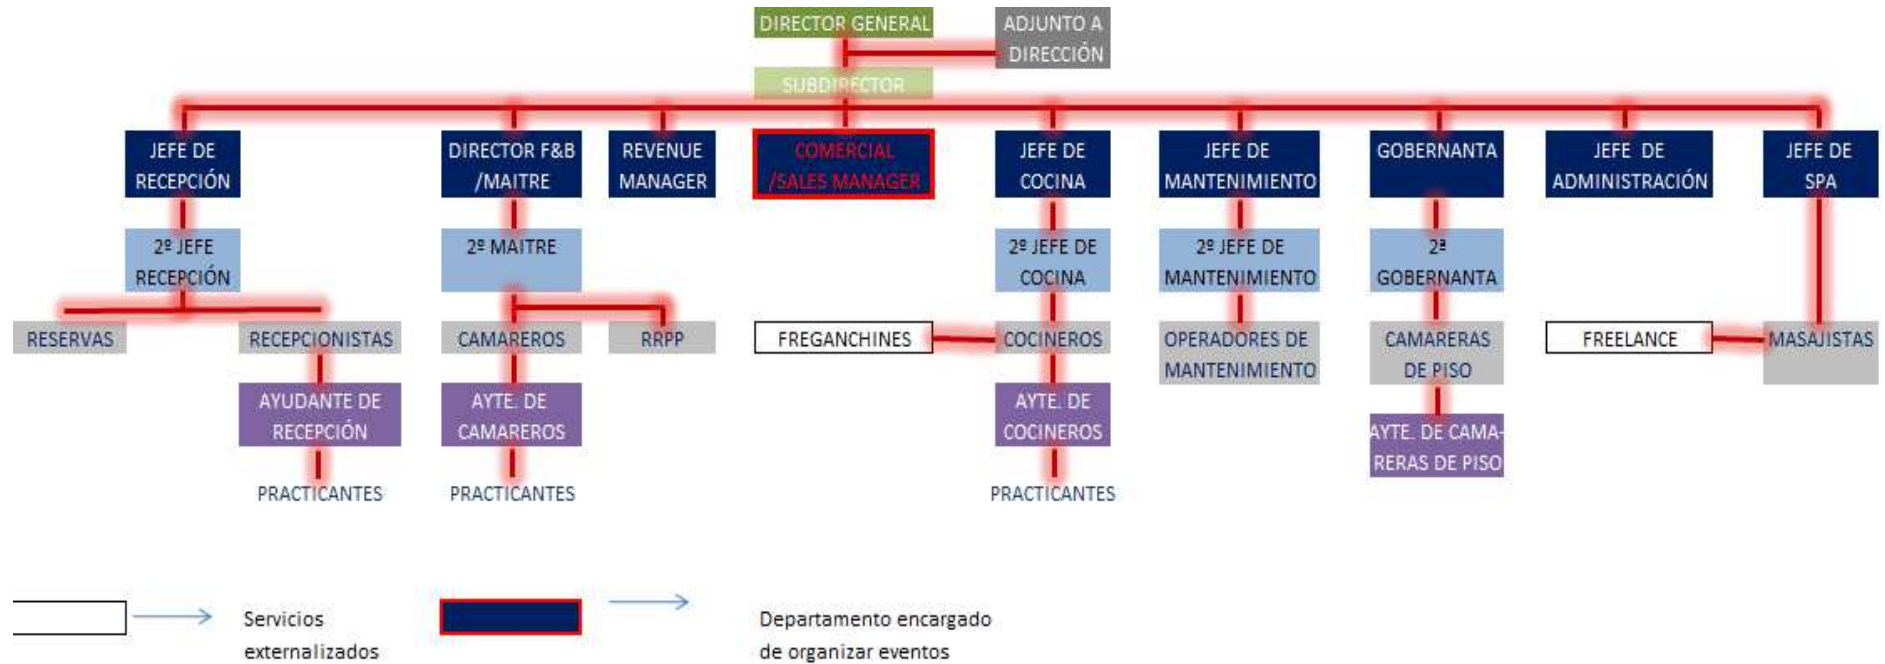 DIRECTOR GENERAL
ADJUNTO A
DIRECCIÓN
SUBDIRECTOR
JEFE DE
RECEPCIÓN
DIRECTOR F&B
/MAITRE
REVENUE
MANAGER
COMERCIAL
/SALES MANAGER
JEFE DE
COCINA
JEFE DE
MANTENIMIENTO
GOBERNANTA
JEFE DE
ADMINISTRACIÓN
JEFE DE
SPA
2º JEFE
RECEPCIÓN
2º MAITRE
2º JEFE DE
COCINA
2º JEFE DE
MANTENIMIENTO
2ª
GOBERNANTA
RESERVAS
RECEPCIONISTAS
CAMAREROS
RRPP
FREGANCHINES
COCINEROS
OPERADORES DE
MANTENIMIENTO
CAMARERAS
DE PISO
FREELANCE
MASAJISTAS
AYUDANTE DE
RECEPCIÓN
AYTE. DE
CAMAREROS
AYTE. DE
COCINEROS
AYTE. DE CAMA-
RERAS DE PISO
PRACTICANTES
PRACTICANTES
PRACTICANTES
Servicios
externalizados
Departamento encargado
de organizar eventos